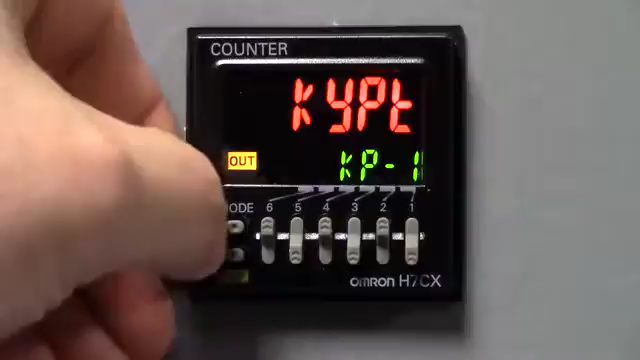 COUNTER
KYPt
OUT
KP-1
ODE 6 5 4 3 2 1
omron H7CX